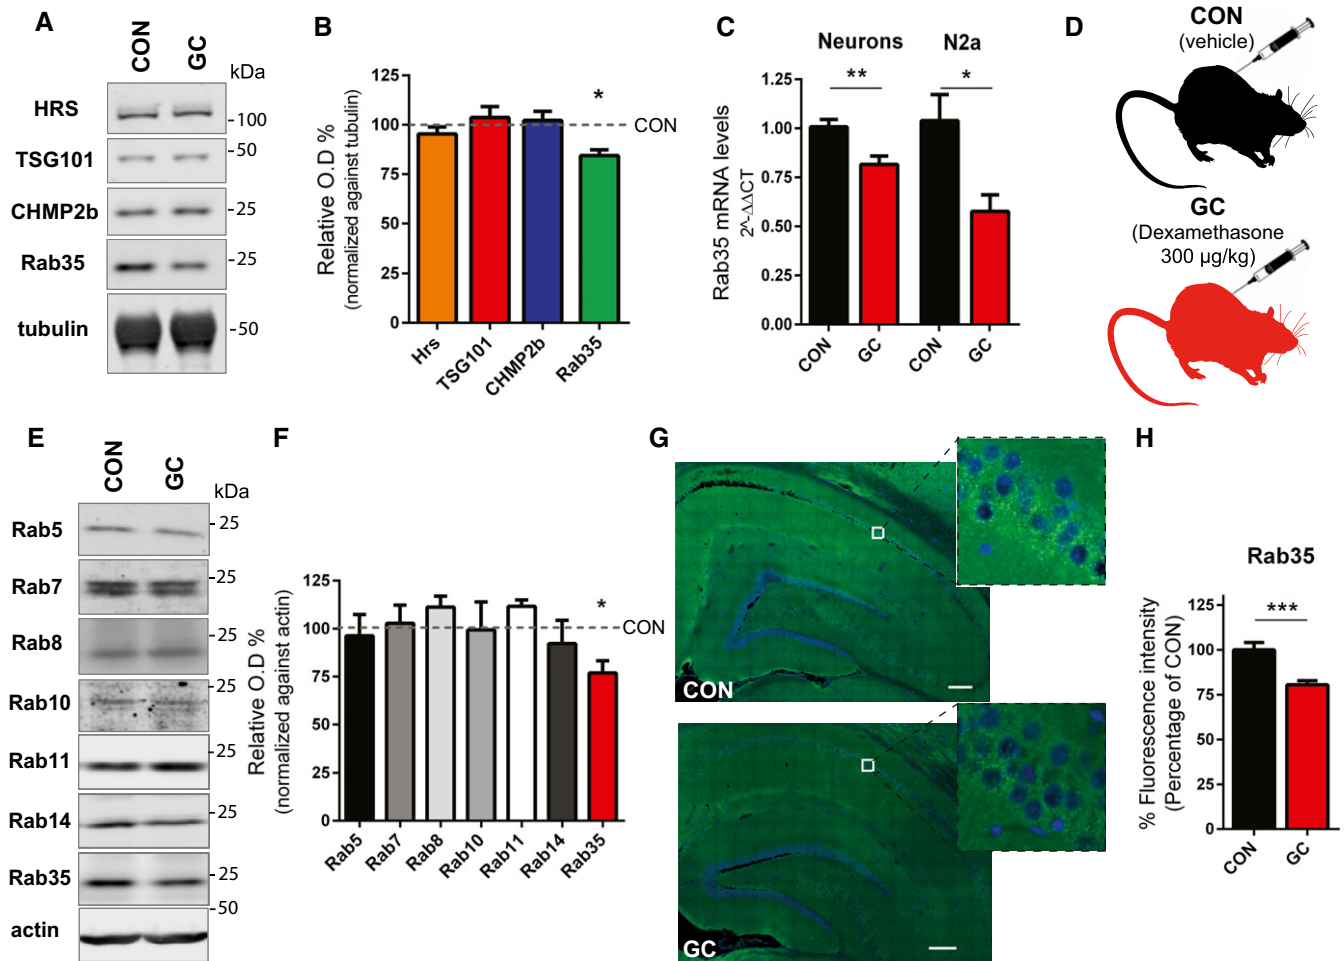 A
CON
GC
kDa
HRS
-100
TSG101
-50
CHMP2b
-25
Rab35
-25
tubulin
-50
B
Relative O.D %
(normalized against tubulin)
125
100
75
50
25
0
*
CON
Hrs
TSG101
CHMP2b
Rab35
C
Neurons
N2a
Rab35 mRNA levels
2^-ΔΔCT
1.25
1.00
0.75
0.50
0.25
0.00
**
*
CON
GC
CON
GC
D
CON
(vehicle)
GC
(Dexamethasone
300 µg/kg)
E
CON
GC
kDa
Rab5
-25
Rab7
-25
Rab8
-25
Rab10
-25
Rab11
-25
Rab14
-25
Rab35
-25
-50
actin
F
Relative O.D %
(normalized against actin)
125
100
75
50
25
0
*
CON
Rab5
Rab7
Rab8
Rab10
Rab11
Rab14
Rab35
G
CON
GC
H
Rab35
% Fluorescence intensity
(Percentage of CON)
125
100
75
50
25
0
***
CON
GC